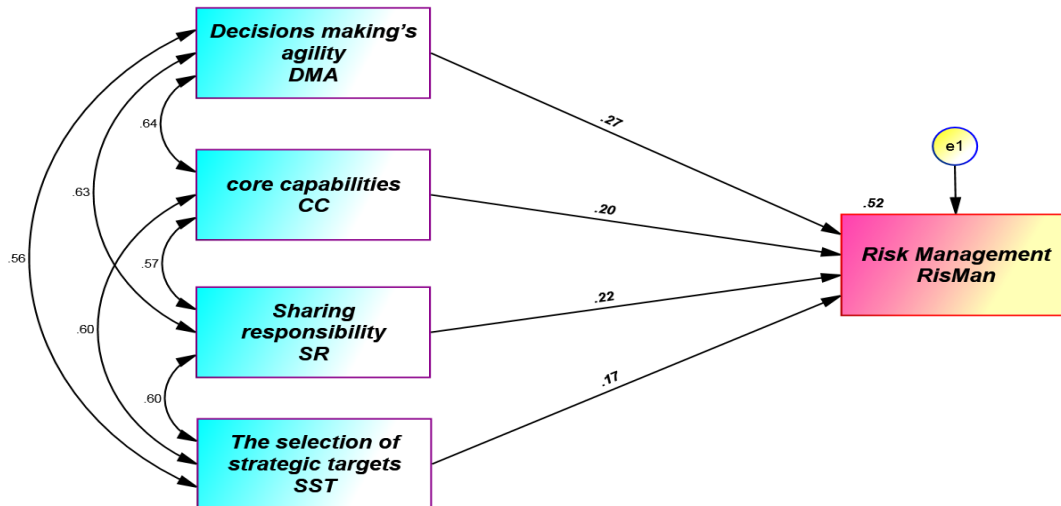 Decisions making's
agility
DMA
.27
e1
.64
core capabilities
CC
.20
.52
Risk Management
RisMan
.63
.56
.57
.60
Sharing
responsibility
SR
.22
.60
.17
The selection of
strategic targets
SST